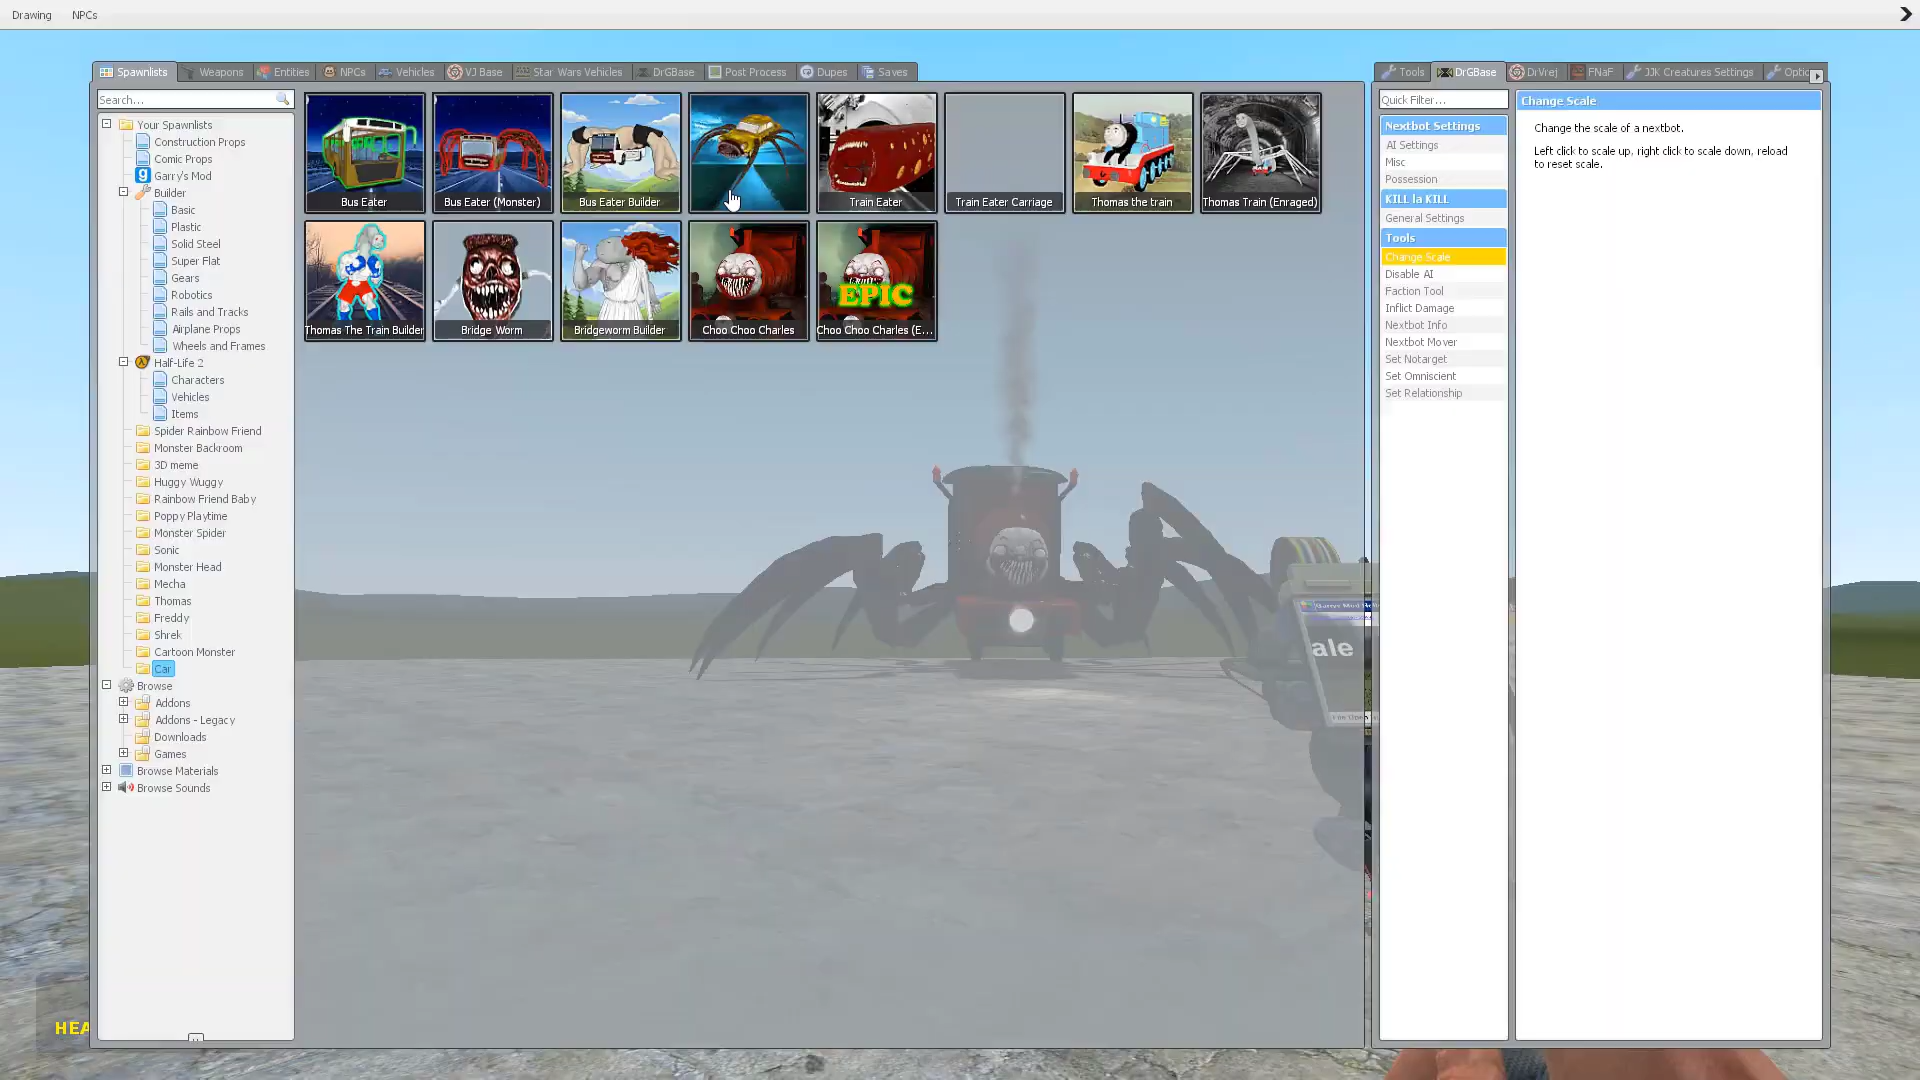 Drawing NPCs
Spawnlists Weapons Entities NPCs Vehicles VJ Base Star Wars Vehicles DrGBase Post Process Dupes Saves
Search...
Your Spawnlists
Construction Props
Comic Props
Garry's Mod
Builder
Basic
Plastic
Solid Steel
Super Flat
Gears
Robotics
Rails and Tracks
Airplane Props
Wheels and Frames
Half-Life 2
Characters
Vehicles
Items
Spider Rainbow Friend
Monster Backroom
3D meme
Huggy Wuggy
Rainbow Friend Baby
Poppy Playtime
Monster Spider
Sonic
Monster Head
Mecha
Thomas
Freddy
Shrek
Cartoon Monster
Car
Browse
Addons
Addons - Legacy
Downloads
Games
Browse Materials
Browse Sounds
Bus Eater Bus Eater (Monster) Bus Eater Builder Train Eater Train Eater Carriage Thomas the train Thomas Train (Enraged)
Thomas The Train Builder Bridge Worm Bridgeworm Builder Choo Choo Charles Choo Choo Charles (E...
EPIC
ale
HEA
Tools DrGBase DrVrej FNaF JJK Creatures Settings Optio
Quick Filter...
Nextbot Settings
AI Settings
Misc
Possession
KILL la KILL
General Settings
Tools
Change Scale
Disable AI
Faction Tool
Inflict Damage
Nextbot Info
Nextbot Mover
Set Notarget
Set Omniscient
Set Relationship
Change Scale
Change the scale of a nextbot.
Left click to scale up, right click to scale down, reload
to reset scale.